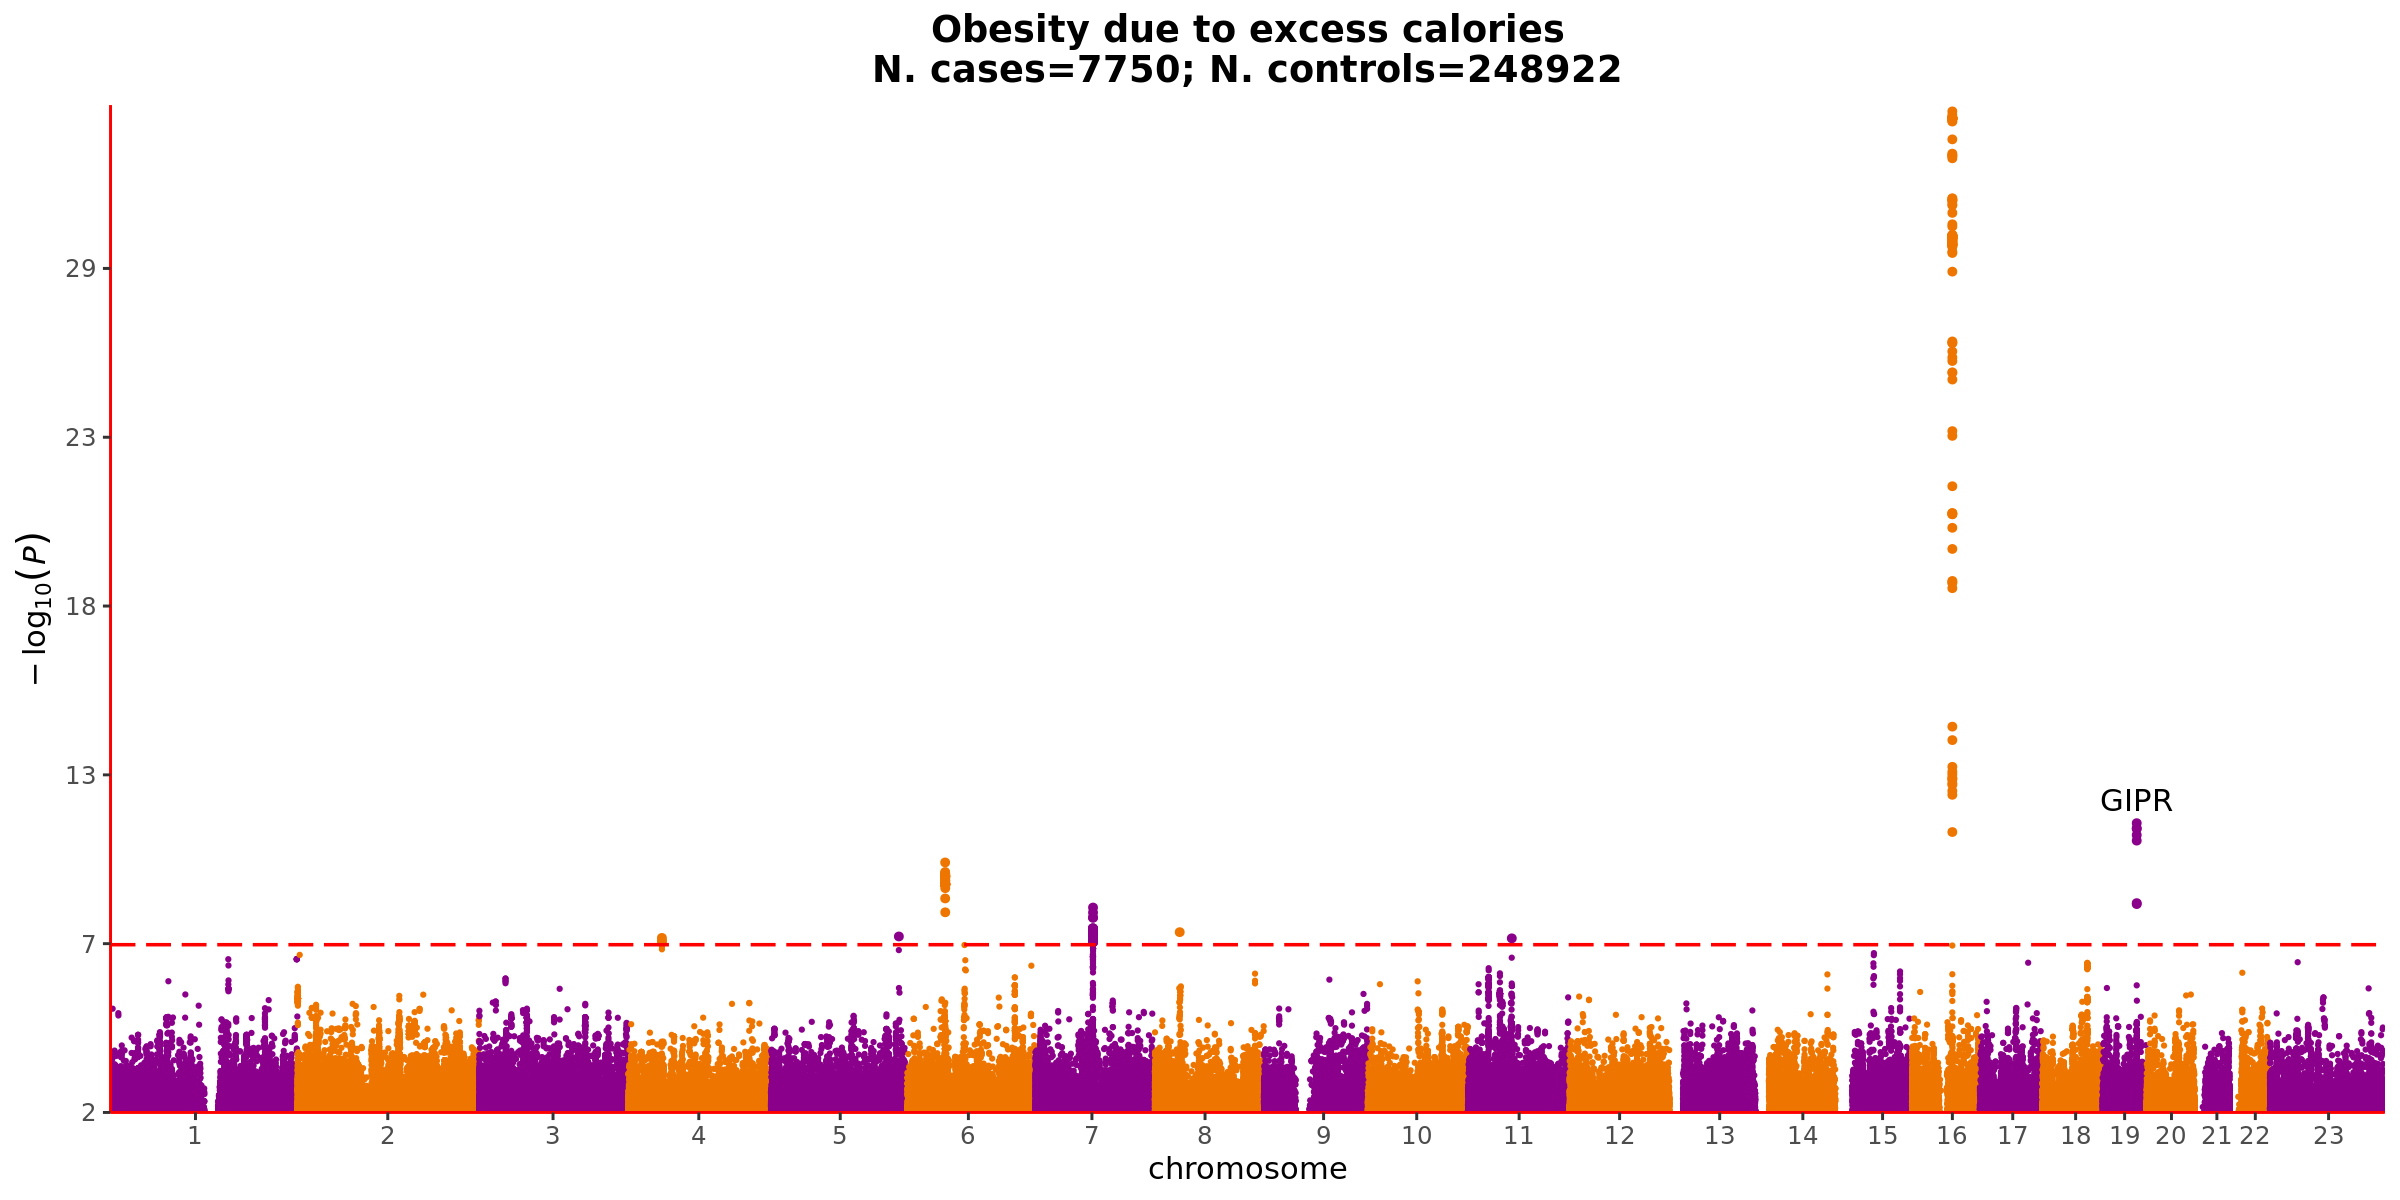 Obesity due to excess calories
N. cases=7750; N. controls=248922
− log10(P)
29
23
18
13
7
2
GIPR
1 2 3 4 5 6 7 8 9 10 11 12 13 14 15 16 17 18 19 20 21 22 23
chromosome